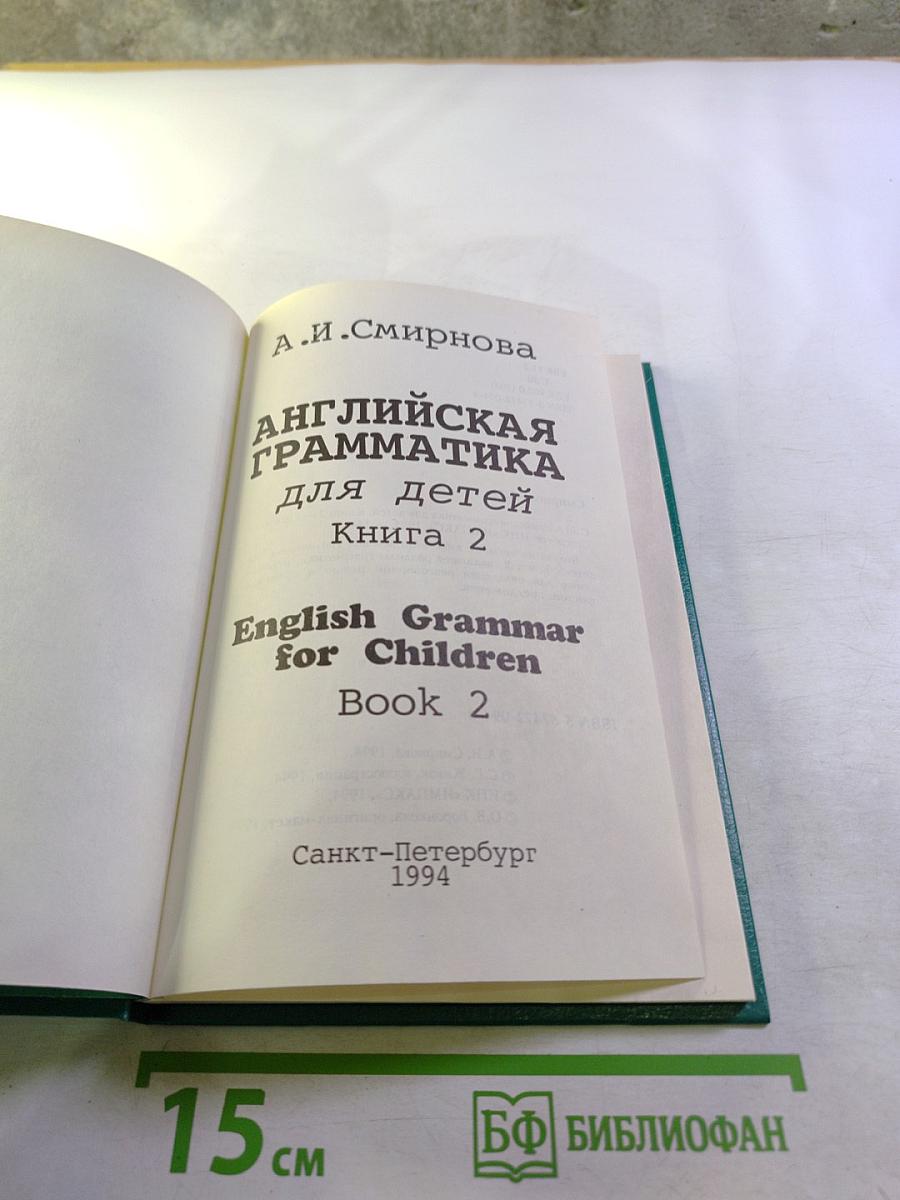 А.И.Смирнова
АНГЛИЙСКАЯ
ГРАММАТИКА
для детей
Книга 2
English Grammar
for Children
Book 2
Санкт-Петербург
1994
15 см
БФ БИБЛИОФАН